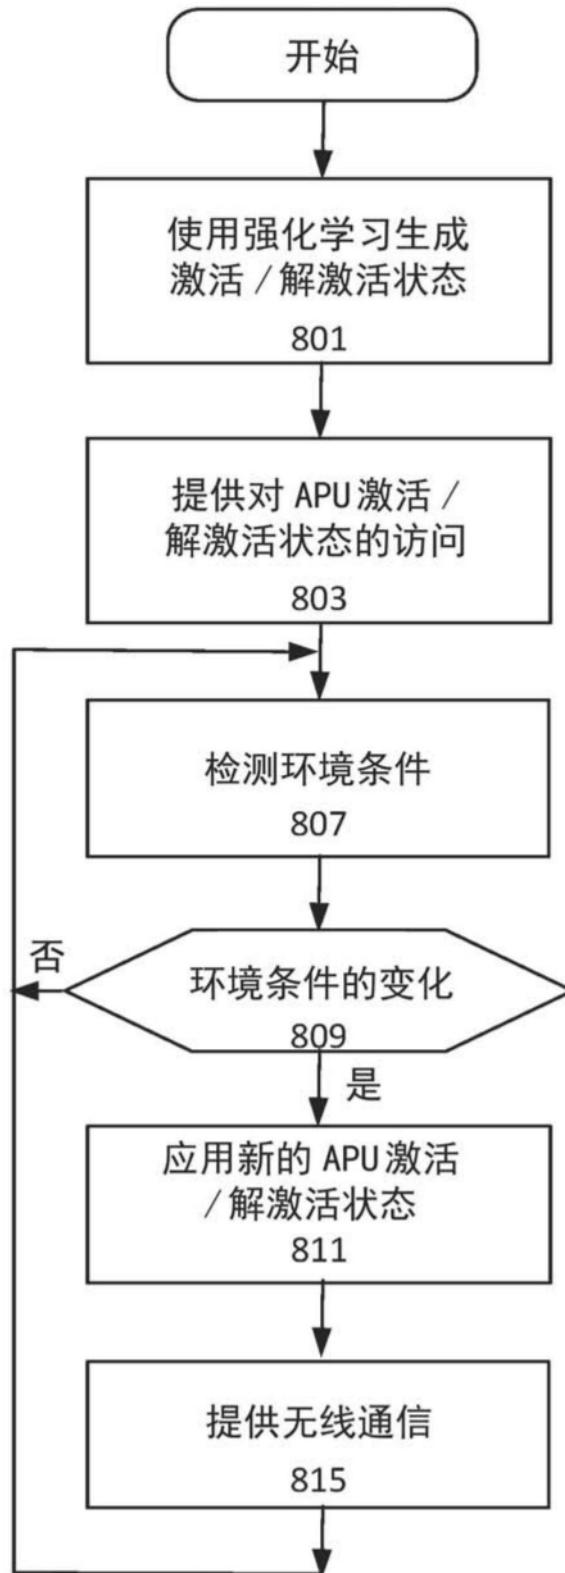 开始
使用强化学习生成
激活/解激活状态
801
提供对 APU 激活/
解激活状态的访问
803
检测环境条件
807
否
环境条件的变化
809
是
应用新的 APU 激活
/解激活状态
811
提供无线通信
815